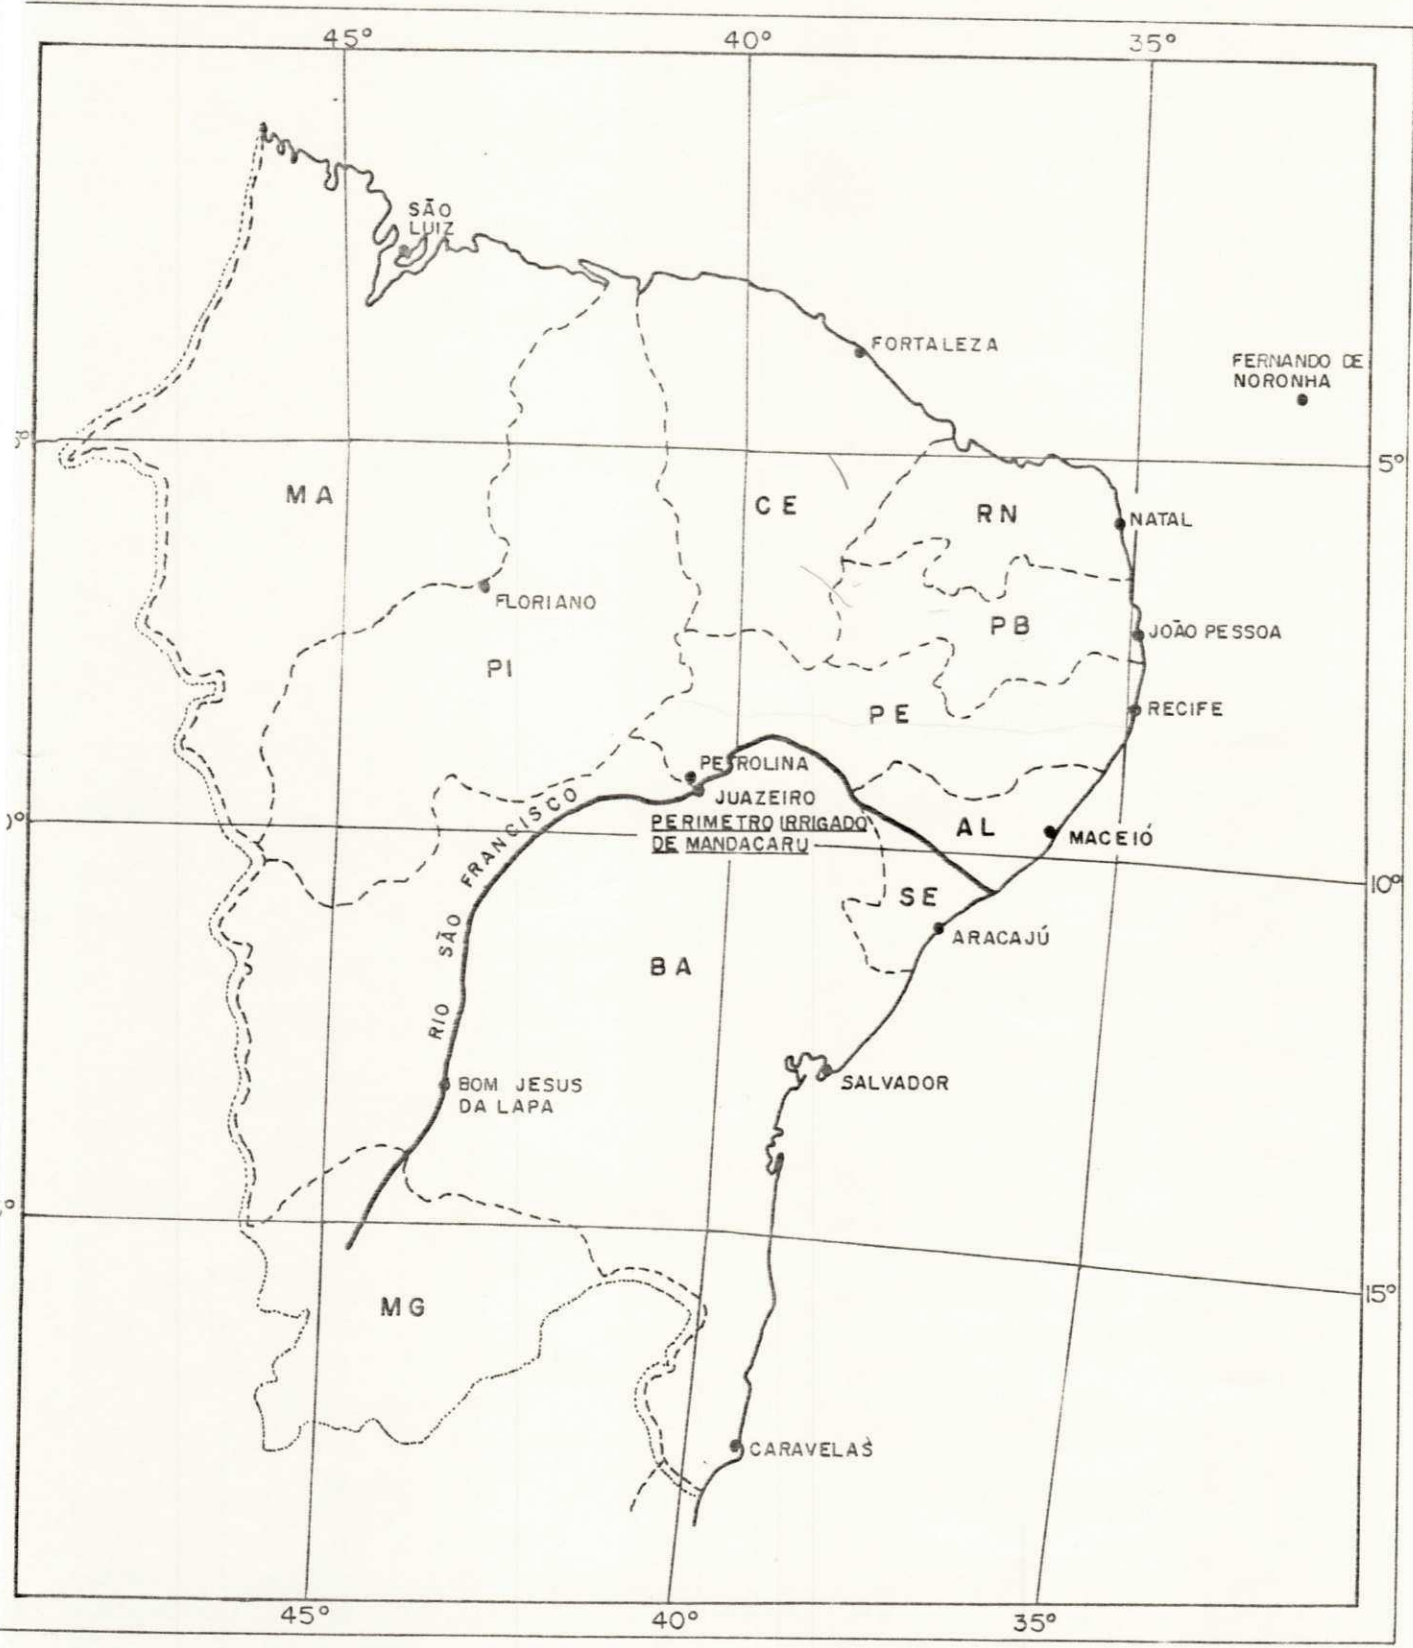 45°
40°
35°
SÃO
LUIZ
FORTALEZA
FERNANDO DE
NORONHA
5°
5°
MA
CE
RN
NATAL
FLORIANO
PB
JOÃO PESSOA
PI
PE
RECIFE
PETROLINA
JUAZEIRO
PERIMETRO IRRIGADO
DE MANDACARU
0°
AL
MACEIÓ
10°
RIO SÃO FRANCISCO
SE
ARACAJÚ
BA
BOM JESUS
DA LAPA
SALVADOR
°
15°
MG
CARAVELAS
45°
40°
35°